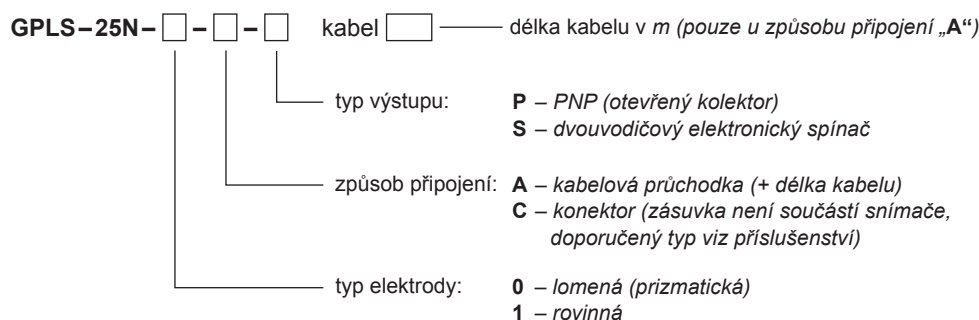 GPLS – 25N – – – kabel délka kabelu v m (pouze u způsobu připojení „A“)
typ výstupu: P – PNP (otevřený kolektor)
S – dvouvodičový elektronický spínač
způsob připojení: A – kabelová průchodka (+ délka kabelu)
C – konektor (zásuvka není součástí snímače,
doporučený typ viz příslušenství)
typ elektrody: 0 – lomená (prizmatická)
1 – rovinná